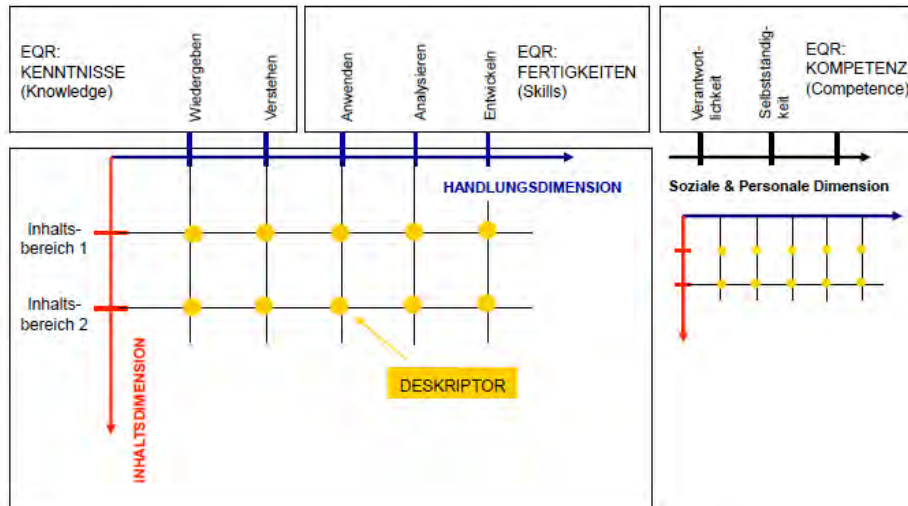 EQR:
KENNTNISSE
(Knowledge)
Wiedergeben
Verstehen
Anwenden
Analysieren
Entwickeln
EQR:
FERTIGKEITEN
(Skills)
Verantwort-
lichkeit
Selbstständig-
keit
EQR:
KOMPETENZ
(Competence)
HANDLUNGSDIMENSION
Soziale & Personale Dimension
Inhalts-
bereich 1
Inhalts-
bereich 2
DESKRIPTOR
INHALTSDIMENSION